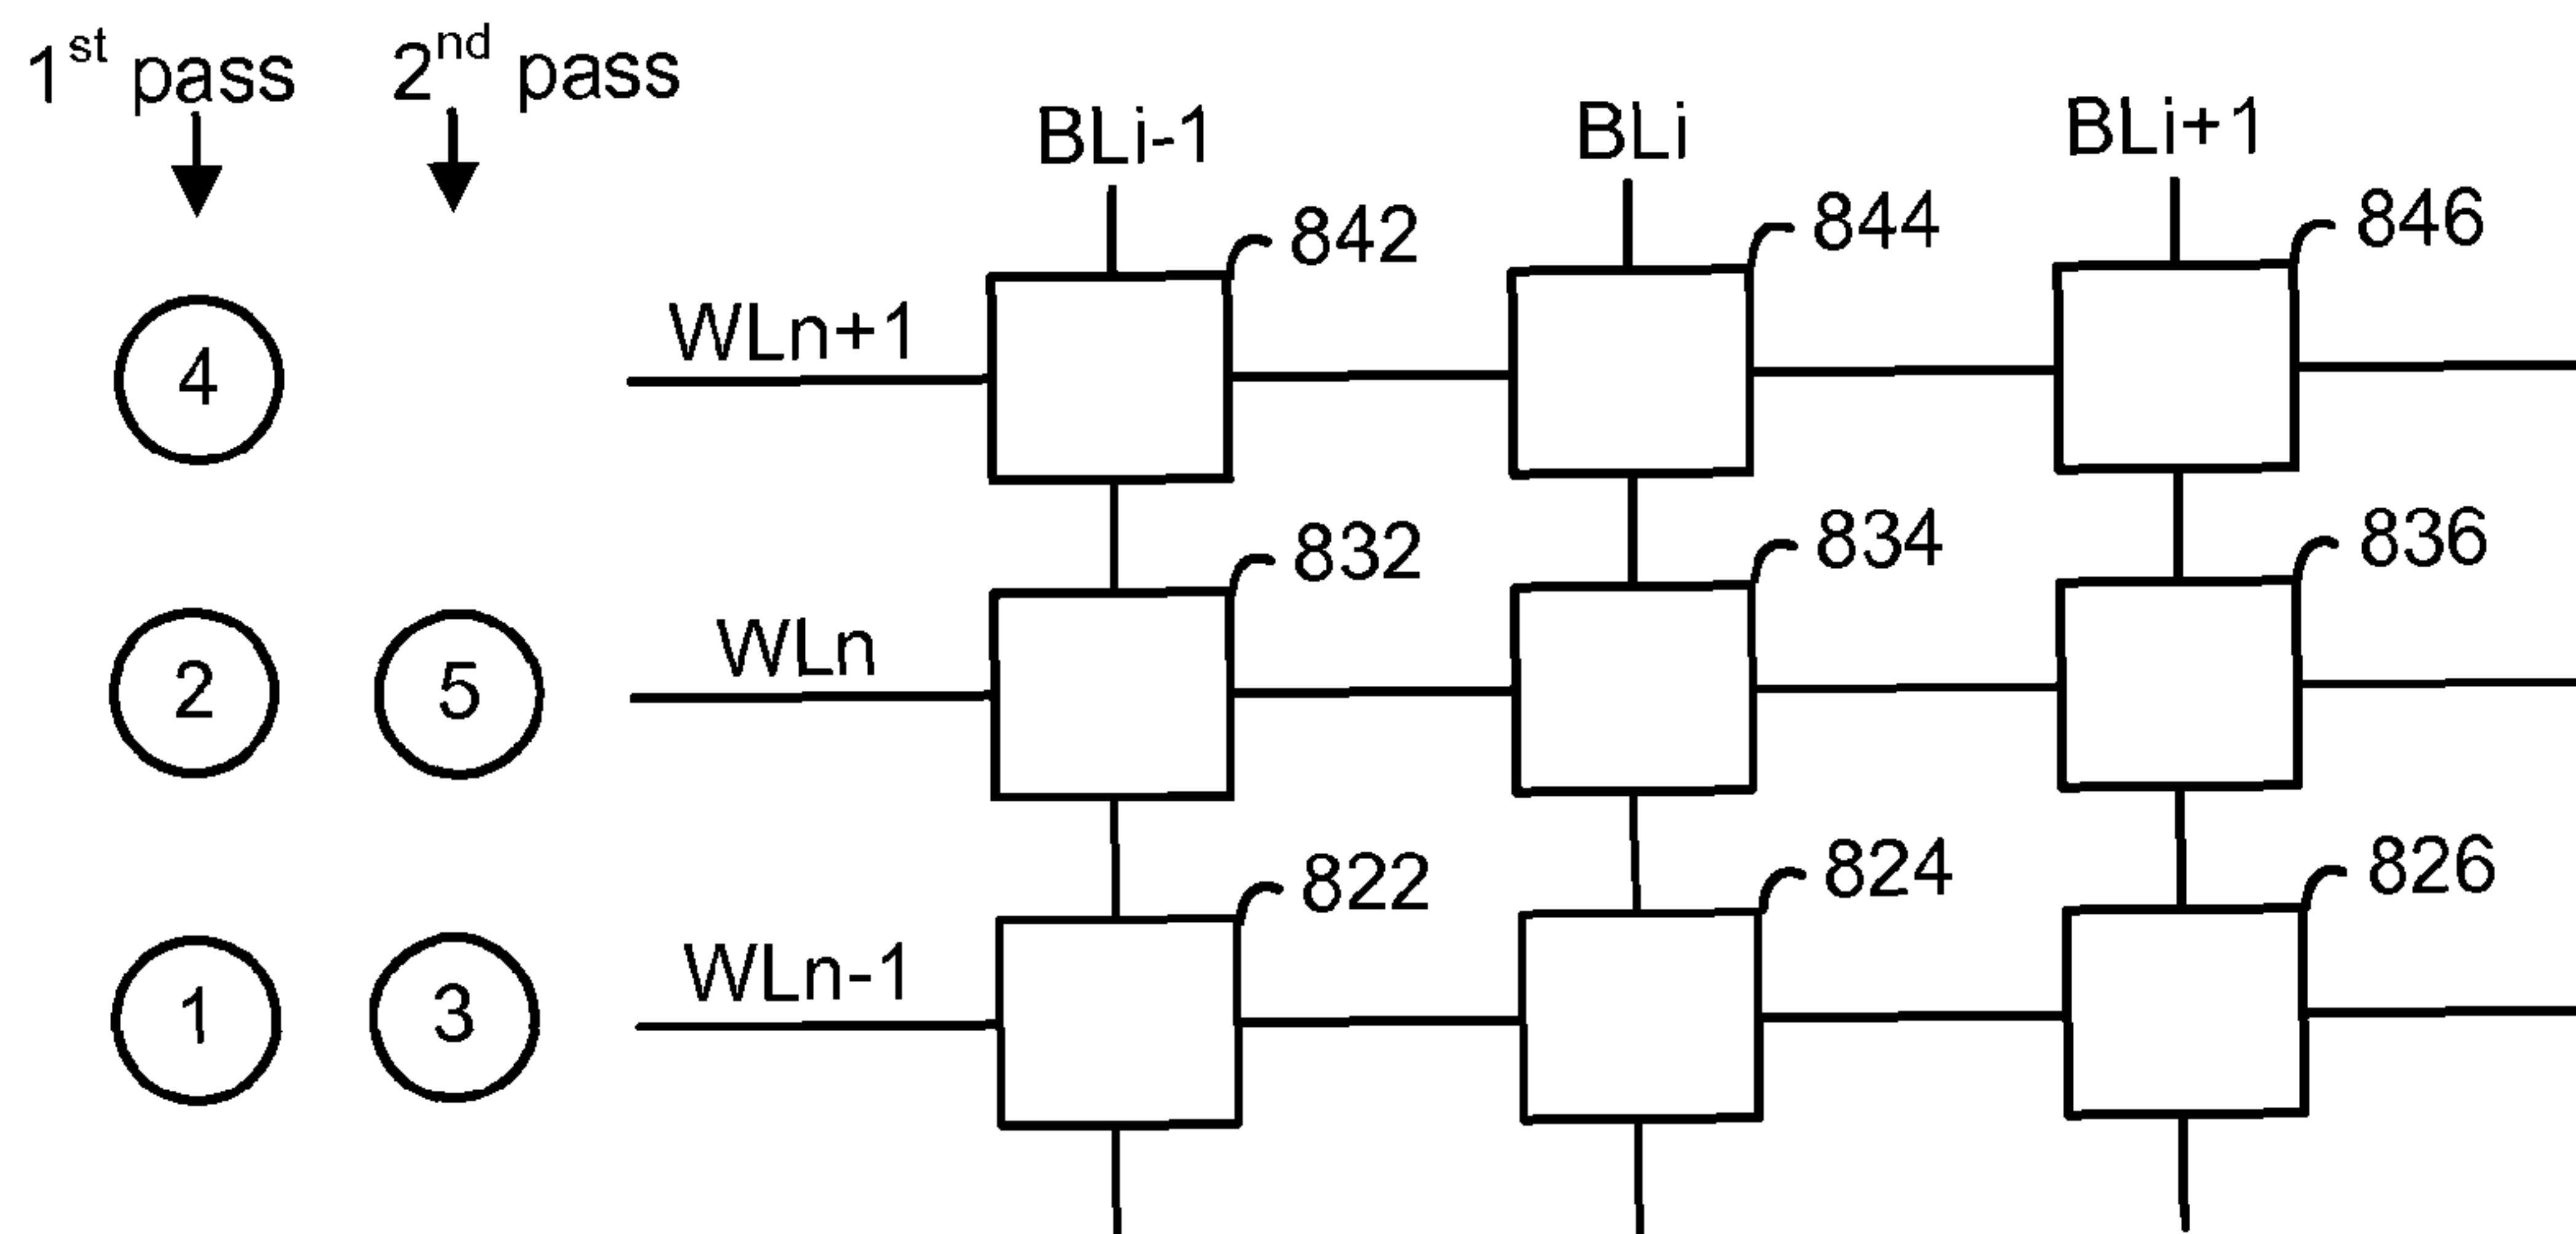 1st pass 2nd pass
BLi-1 BLi BLi+1
842 844 846
4 WLn+1
832 834 836
2 5 WLn
822 824 826
1 3 WLn-1